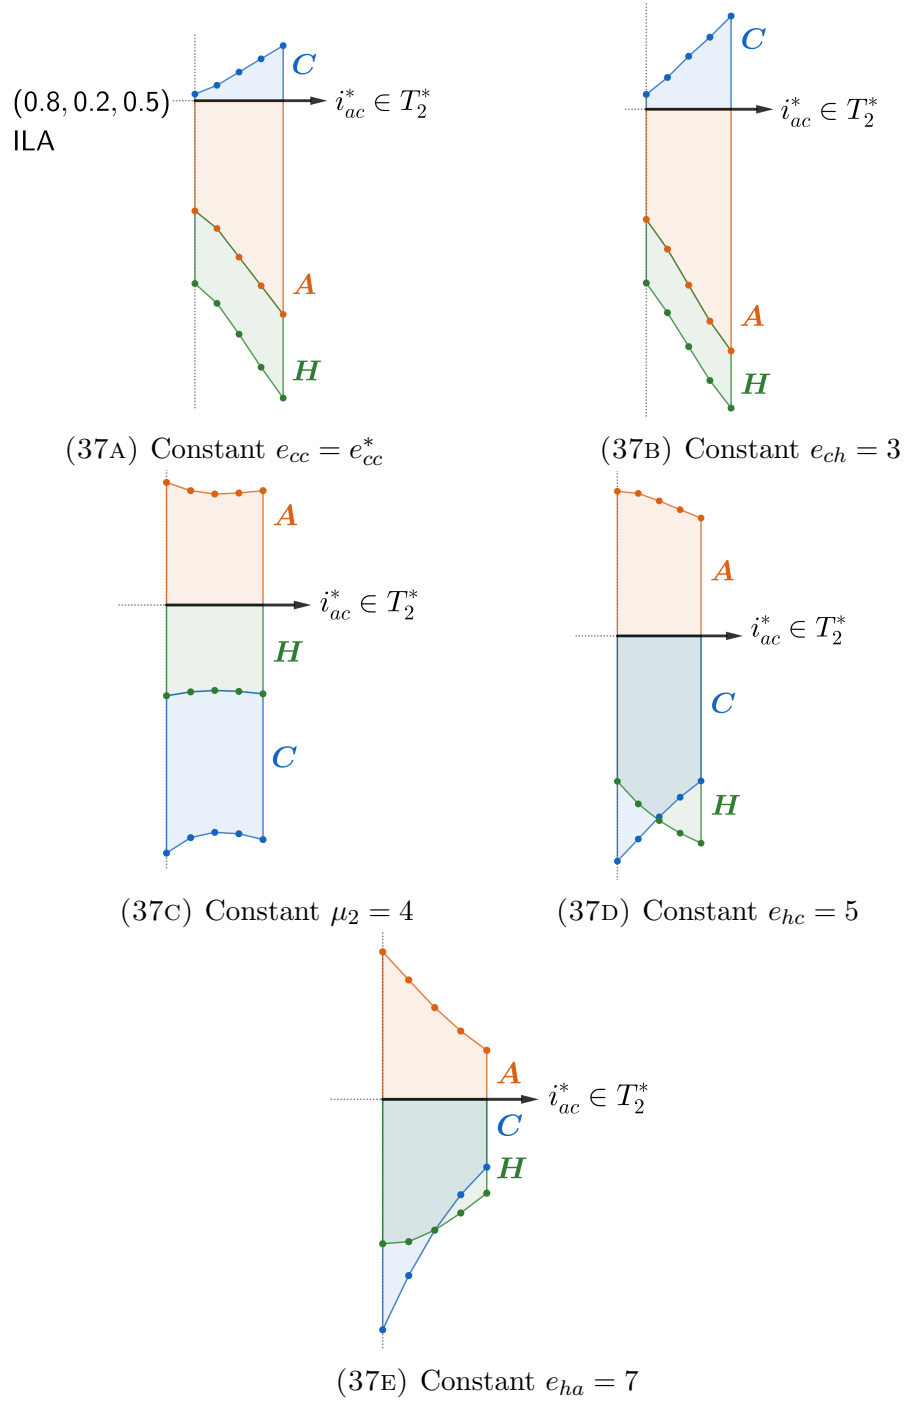 C
(0.8, 0.2, 0.5)
ILA
i*ac ∈ T*2
A
H
(37A) Constant ecc = e*cc
C
i*ac ∈ T*2
A
H
(37B) Constant ech = 3
A
i*ac ∈ T*2
H
C
(37C) Constant μ2 = 4
A
i*ac ∈ T*2
C
H
(37D) Constant ehc = 5
A
i*ac ∈ T*2
C
H
(37E) Constant eha = 7